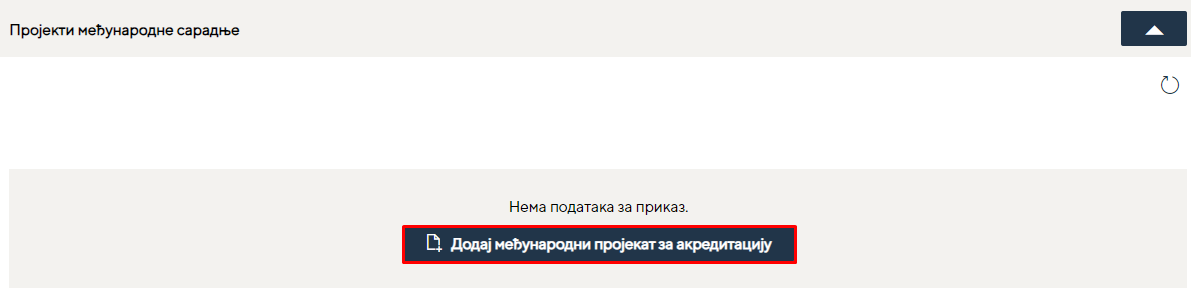 Пројекти међународне сарадње
Нема података за приказ.
Додај међународни пројекат за акредитацију